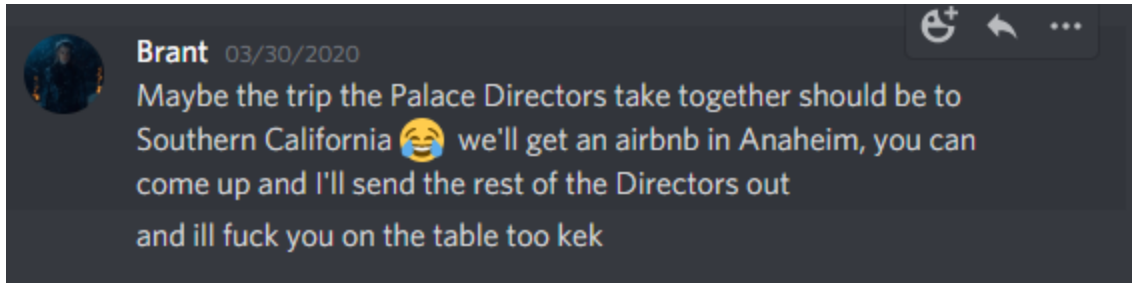 Brant 03/30/2020
Maybe the trip the Palace Directors take together should be to
Southern California 😂 we'll get an airbnb in Anaheim, you can
come up and I'll send the rest of the Directors out
and ill fuck you on the table too kek